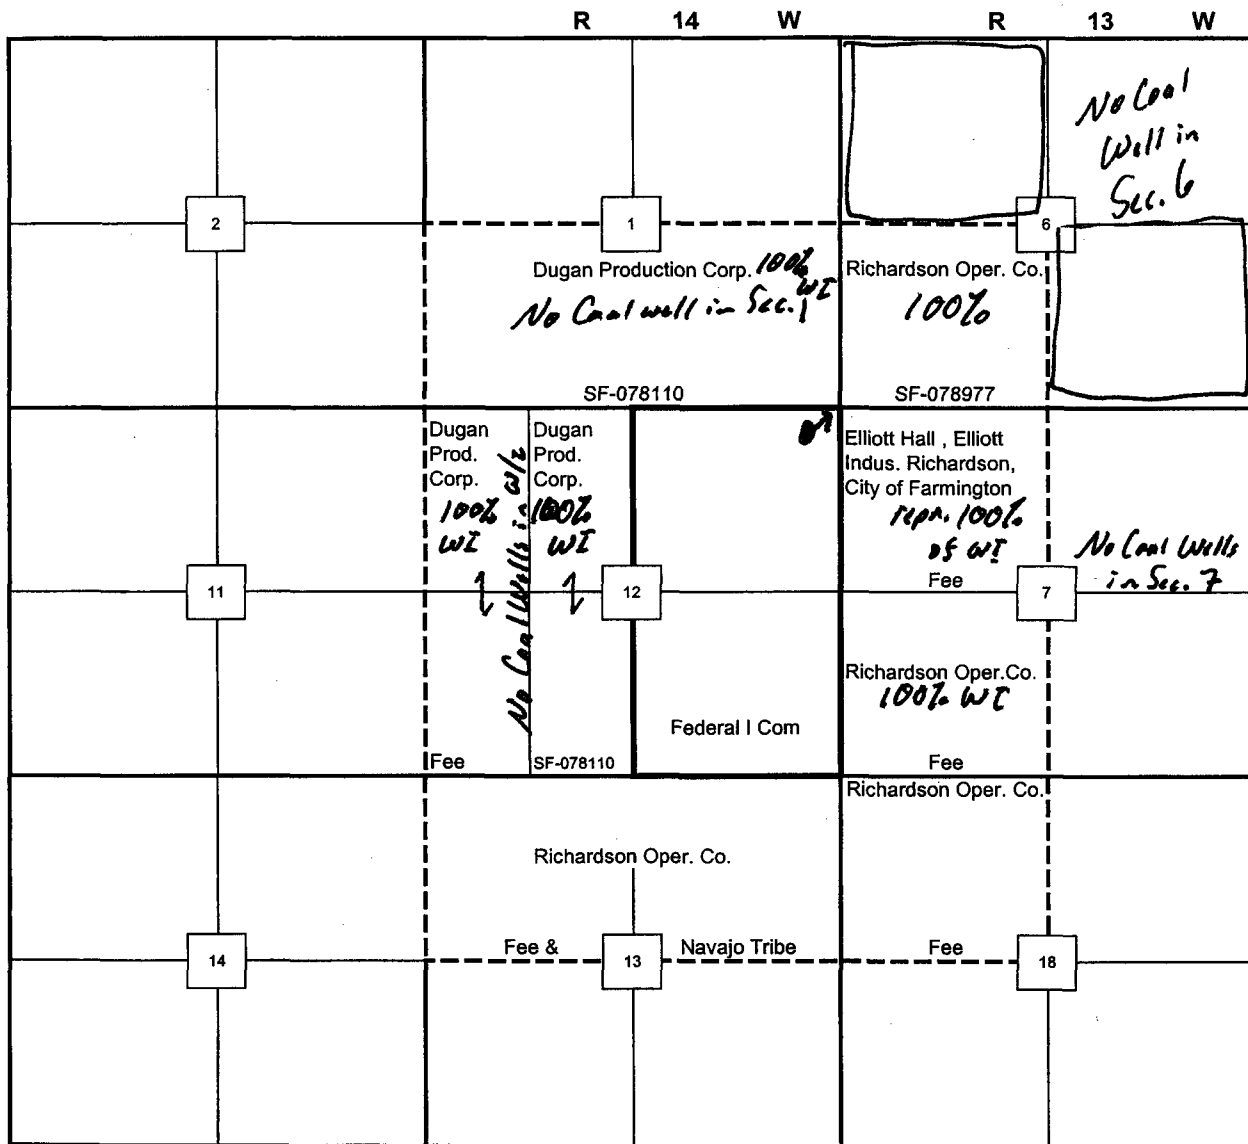 R 14 W R 13 W
No Coal
Well in
Sec. 6
2
1
6
Dugan Production Corp. 100%
WI
No Coal well in Sec. 1
Richardson Oper. Co.
100%
SF-078110
SF-078977
Dugan
Prod.
Corp.
100%
WI
No Coal Wells in W/2
Dugan
Prod.
Corp.
100%
WI
Elliott Hall , Elliott
Indus. Richardson,
City of Farmington
repr. 100%
of WI
Fee
No Coal Wells
in Sec. 7
11
12
7
Richardson Oper.Co.
100% WI
Federal I Com
Fee
SF-078110
Fee
Richardson Oper. Co.
Richardson Oper. Co.
14
Fee &
13
Navajo Tribe
Fee
18